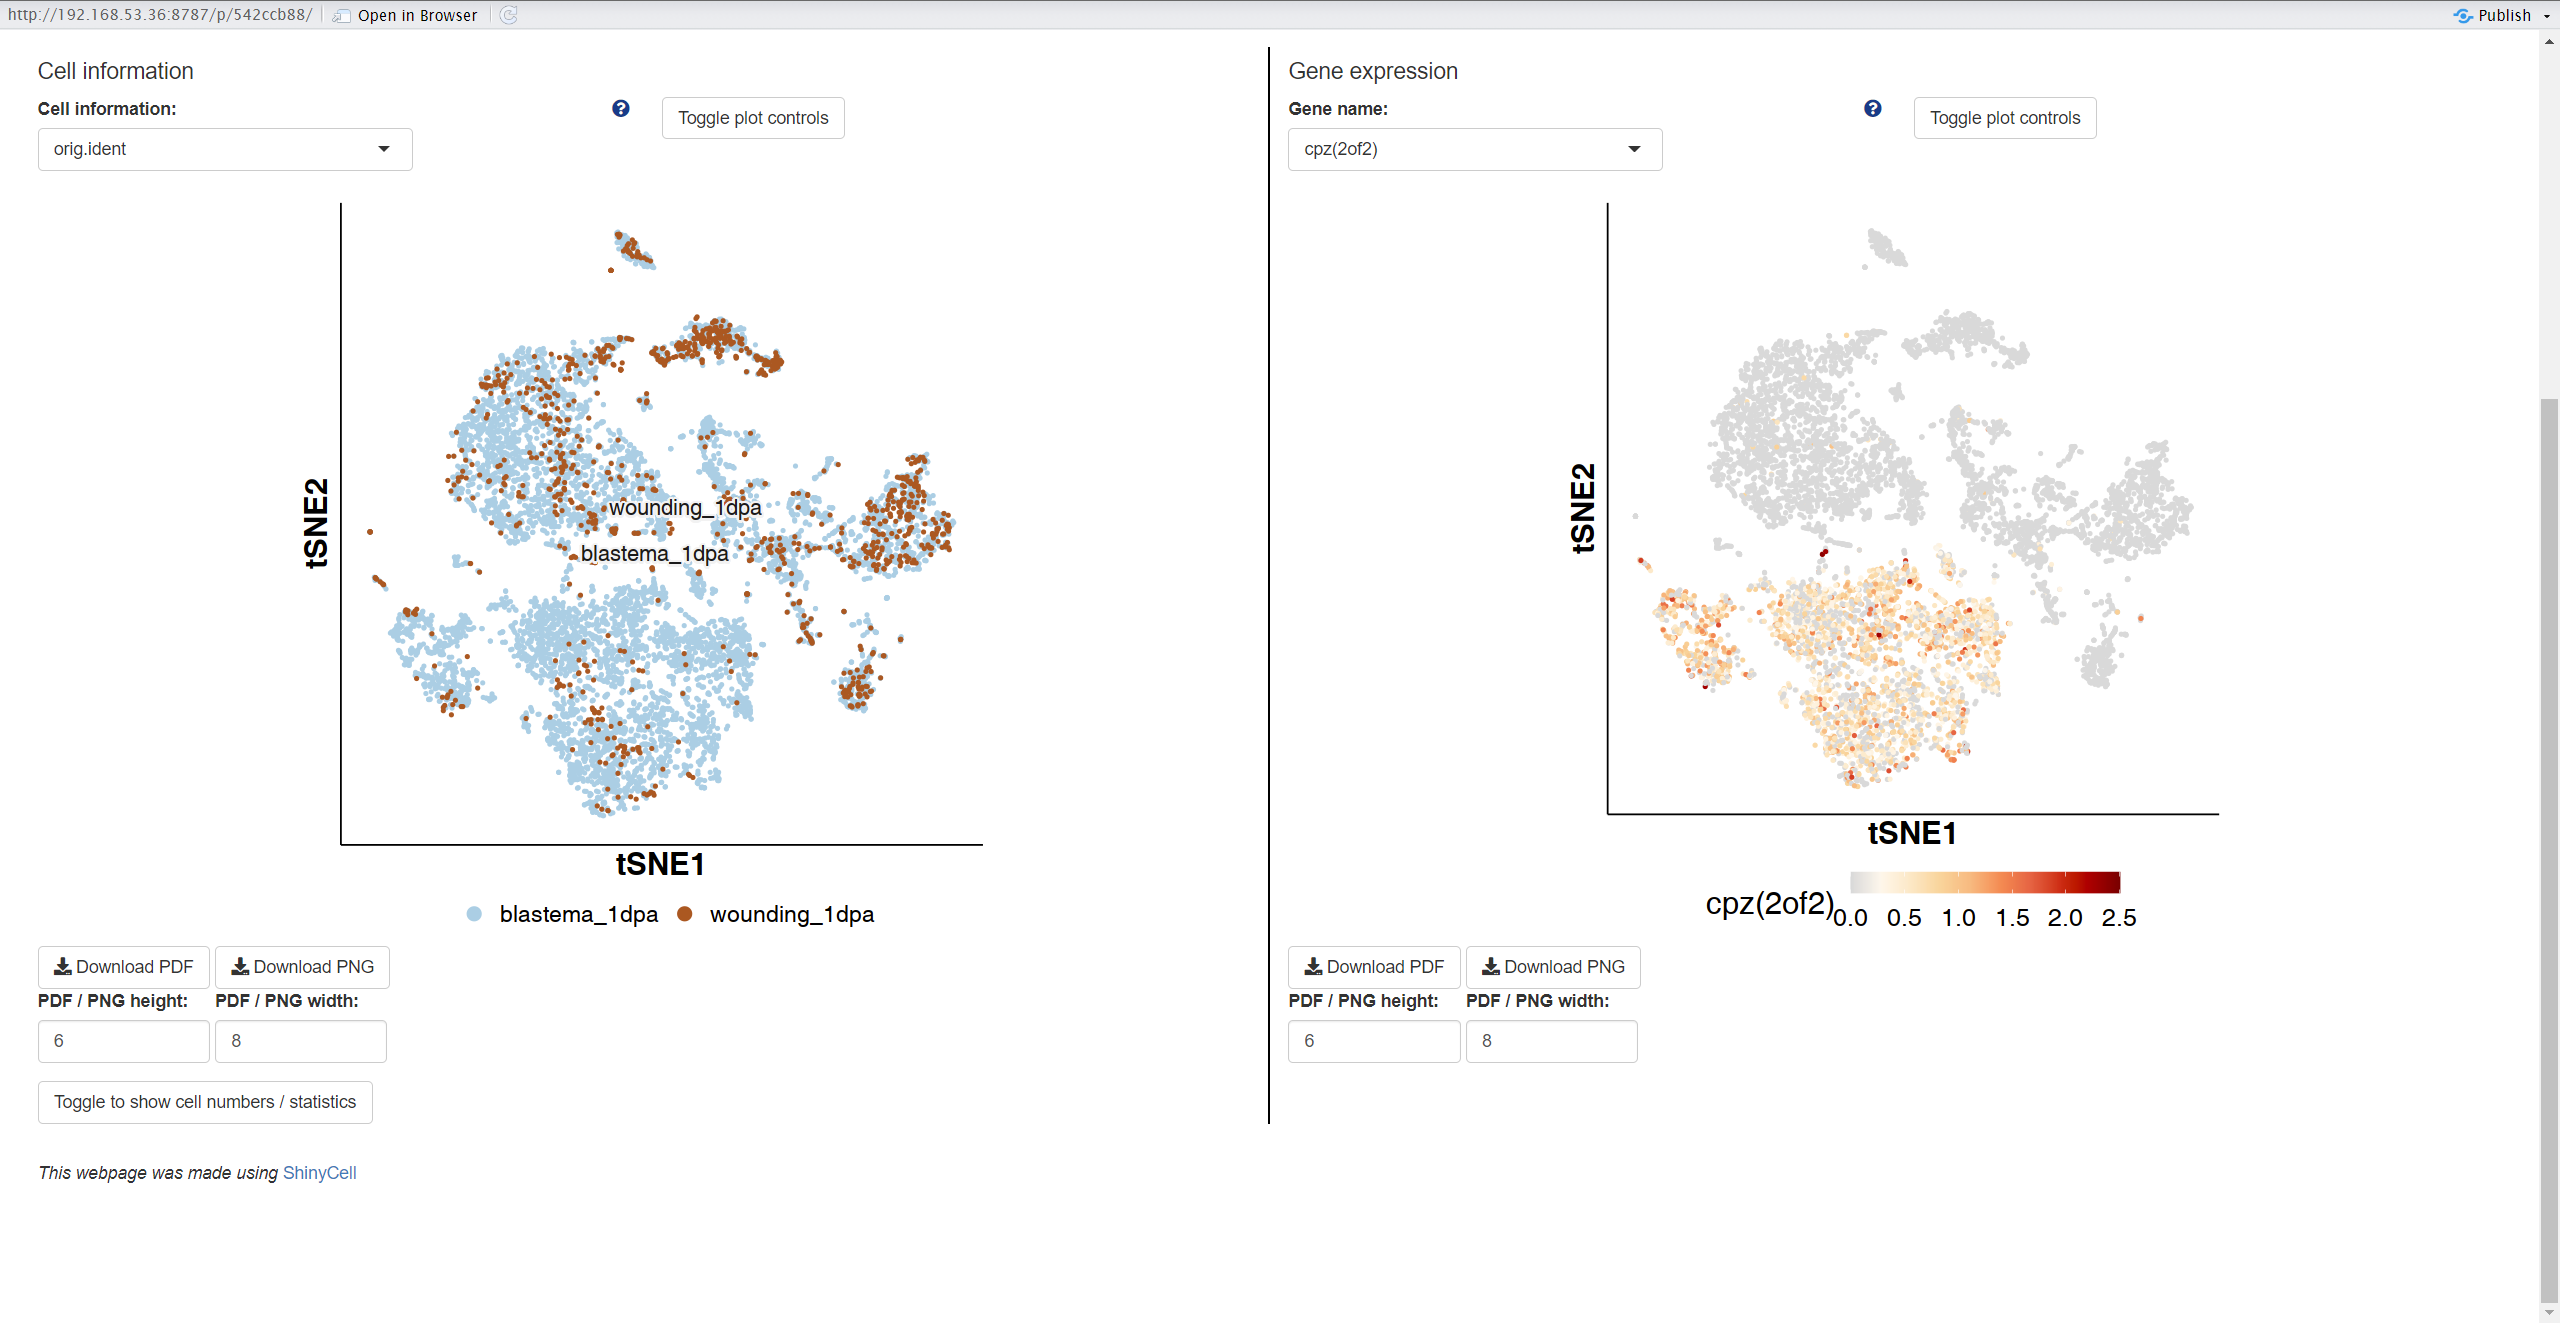 http://192.168.53.36:8787/p/542ccb88/ Open in Browser Publish
Cell information
Cell information:
Toggle plot controls
orig.ident
tSNE2
wounding_1dpa
blastema_1dpa
tSNE1
blastema_1dpa wounding_1dpa
Download PDF Download PNG
PDF / PNG height: PDF / PNG width:
6 8
Toggle to show cell numbers / statistics
This webpage was made using ShinyCell
Gene expression
Gene name:
Toggle plot controls
cpz(2of2)
tSNE2
tSNE1
cpz(2of2)
0.0 0.5 1.0 1.5 2.0 2.5
Download PDF Download PNG
PDF / PNG height: PDF / PNG width:
6 8